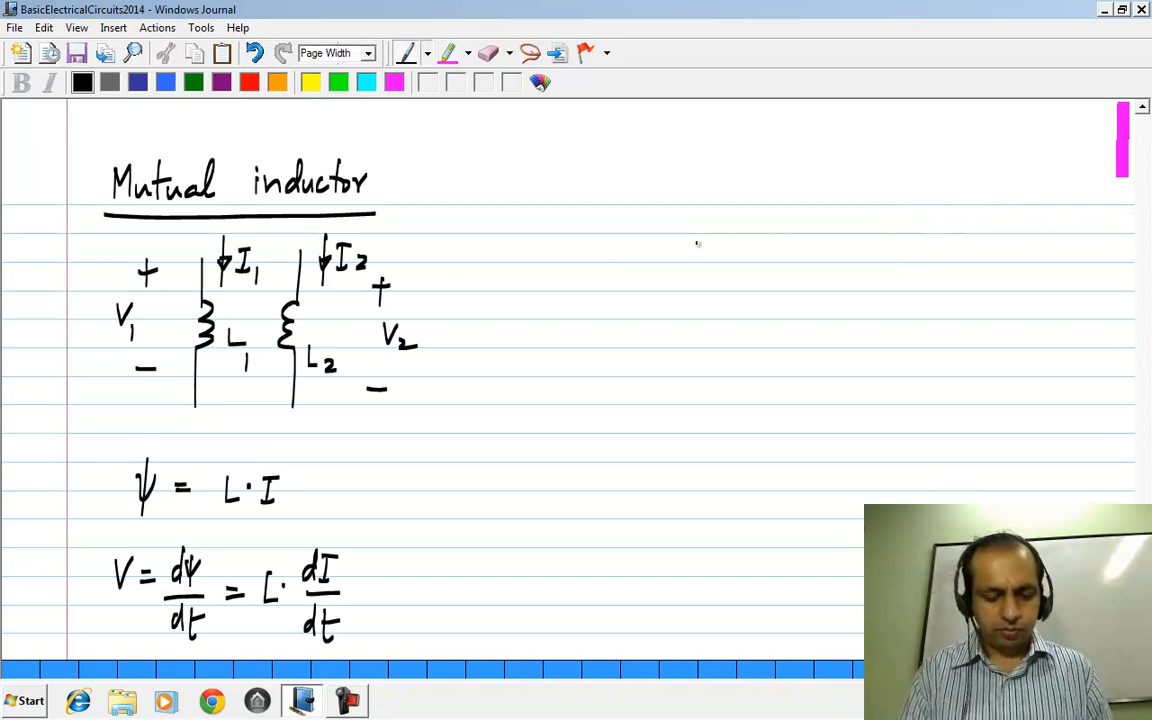 BasicElectricalCircuits2014 - Windows Journal
File Edit View Insert Actions Tools Help
Page Width
B I
Mutual inductor
+ I1 I2 +
V1 L1 V2
− L2 −
ψ = L · I
V = dψ/dt = L · dI/dt
Start